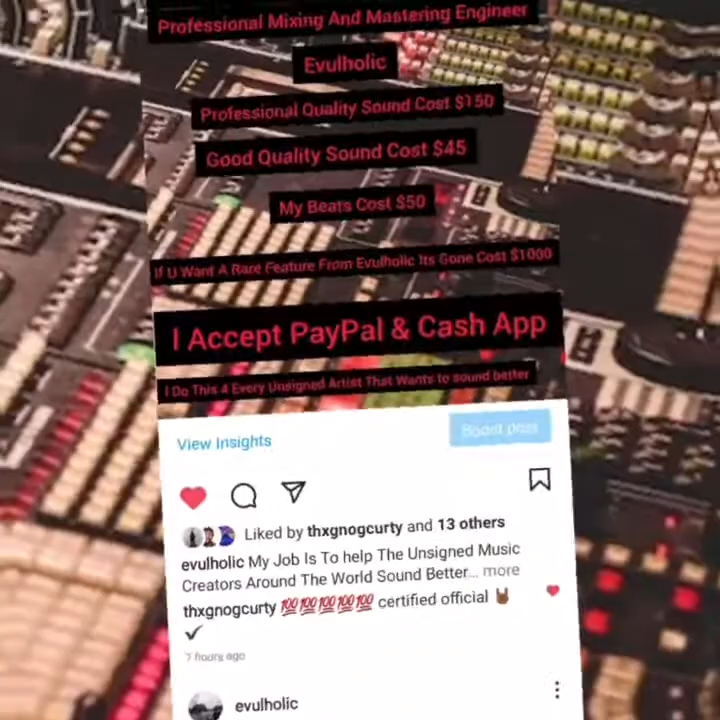 Professional Mixing And Mastering Engineer
Evulholic
Professional Quality Sound Cost $150
Good Quality Sound Cost $45
My Beats Cost $50
If U Want A Rare Feature From Evulholic Its Gone Cost $1000
I Accept PayPal & Cash App
I Do This 4 Every Unsigned Artist That Wants to sound better
View Insights
Boost post
Liked by thxgnogcurty and 13 others
evulholic My Job Is To help The Unsigned Music
Creators Around The World Sound Better... more
thxgnogcurty 💯💯💯💯💯 certified official 🤘🏿
✔
7 hours ago
evulholic